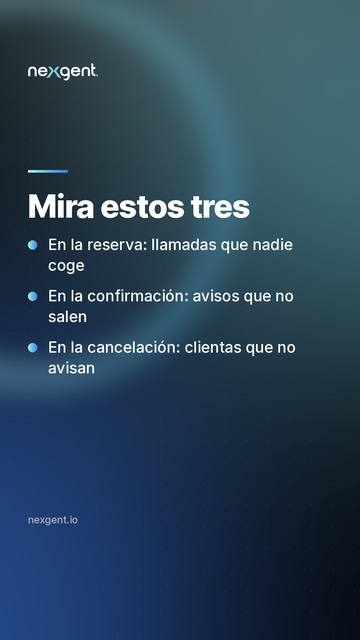 nexgent.
Mira estos tres
En la reserva: llamadas que nadie
coge
En la confirmación: avisos que no
salen
En la cancelación: clientas que no
avisan
nexgent.io